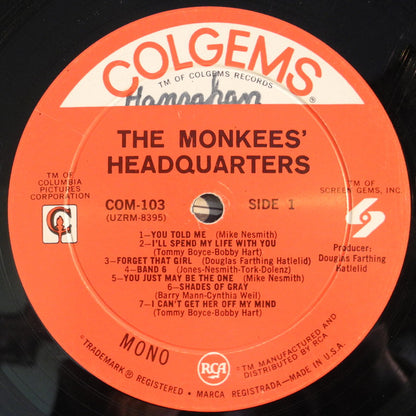 COLGEMS®
TM OF COLGEMS RECORDS
Hanrahan
THE MONKEES'
HEADQUARTERS
TM OF
COLUMBIA
PICTURES
CORPORATION
TM OF
SCREEN GEMS, INC.
COM-103
(UZRM-8395)
SIDE 1
1—YOU TOLD ME (Mike Nesmith)
2—I'LL SPEND MY LIFE WITH YOU
(Tommy Boyce-Bobby Hart)
3—FORGET THAT GIRL (Douglas Farthing Hatlelid)
4—BAND 6 (Jones-Nesmith-Tork-Dolenz)
5—YOU JUST MAY BE THE ONE (Mike Nesmith)
6—SHADES OF GRAY
(Barry Mann-Cynthia Weil)
7—I CAN'T GET HER OFF MY MIND
(Tommy Boyce-Bobby Hart)
Producer:
Douglas Farthing
Hatlelid
MONO
RCA
©TRADEMARK ® REGISTERED • MARCA REGISTRADA—MADE IN U.S.A.
™ MANUFACTURED AND
DISTRIBUTED BY RCA